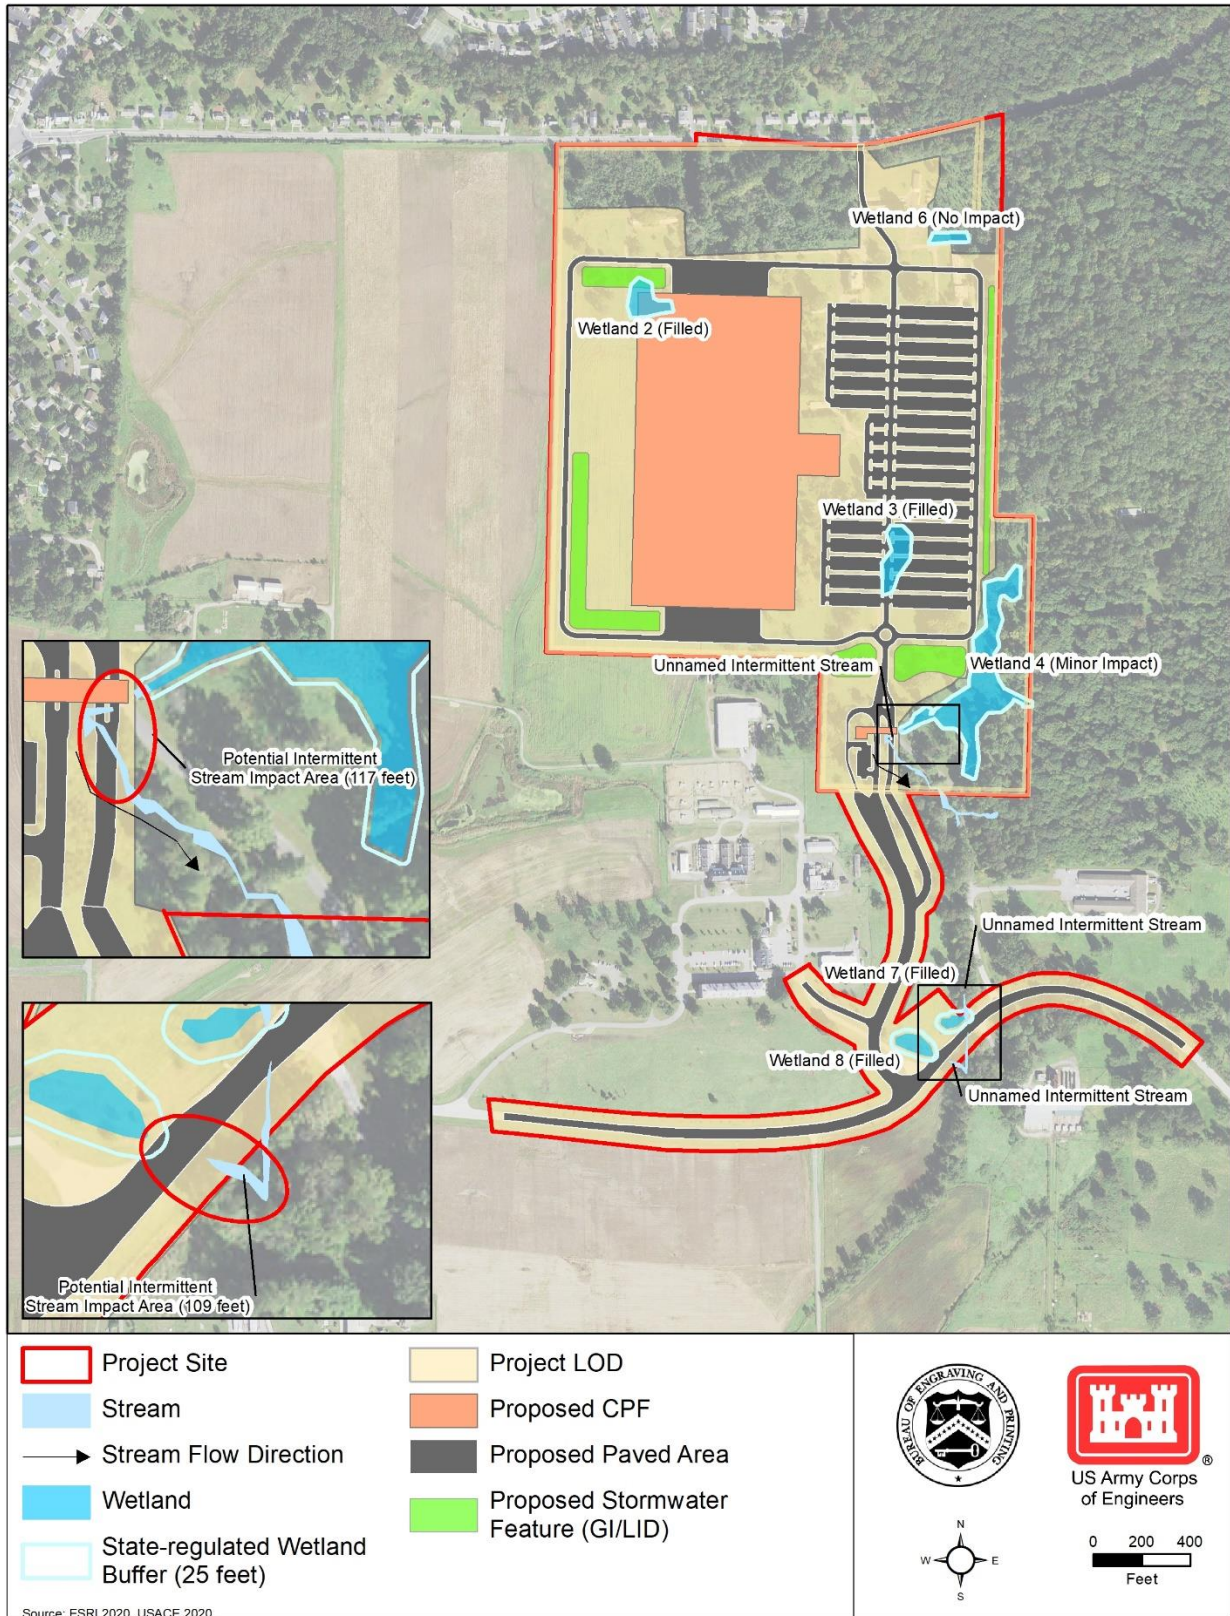 Wetland 6 (No Impact)
Wetland 2 (Filled)
Wetland 3 (Filled)
Unnamed Intermittent Stream
Wetland 4 (Minor Impact)
Potential Intermittent
Stream Impact Area (117 feet)
Unnamed Intermittent Stream
Wetland 7 (Filled)
Wetland 8 (Filled)
Unnamed Intermittent Stream
Potential Intermittent
Stream Impact Area (109 feet)
Project Site
Stream
Stream Flow Direction
Wetland
State-regulated Wetland
Buffer (25 feet)
Project LOD
Proposed CPF
Proposed Paved Area
Proposed Stormwater
Feature (GI/LID)
BUREAU OF ENGRAVING AND PRINTING
®
US Army Corps
of Engineers
N
W E
S
0 200 400
Feet
Source: ESRI 2020, USACE 2020